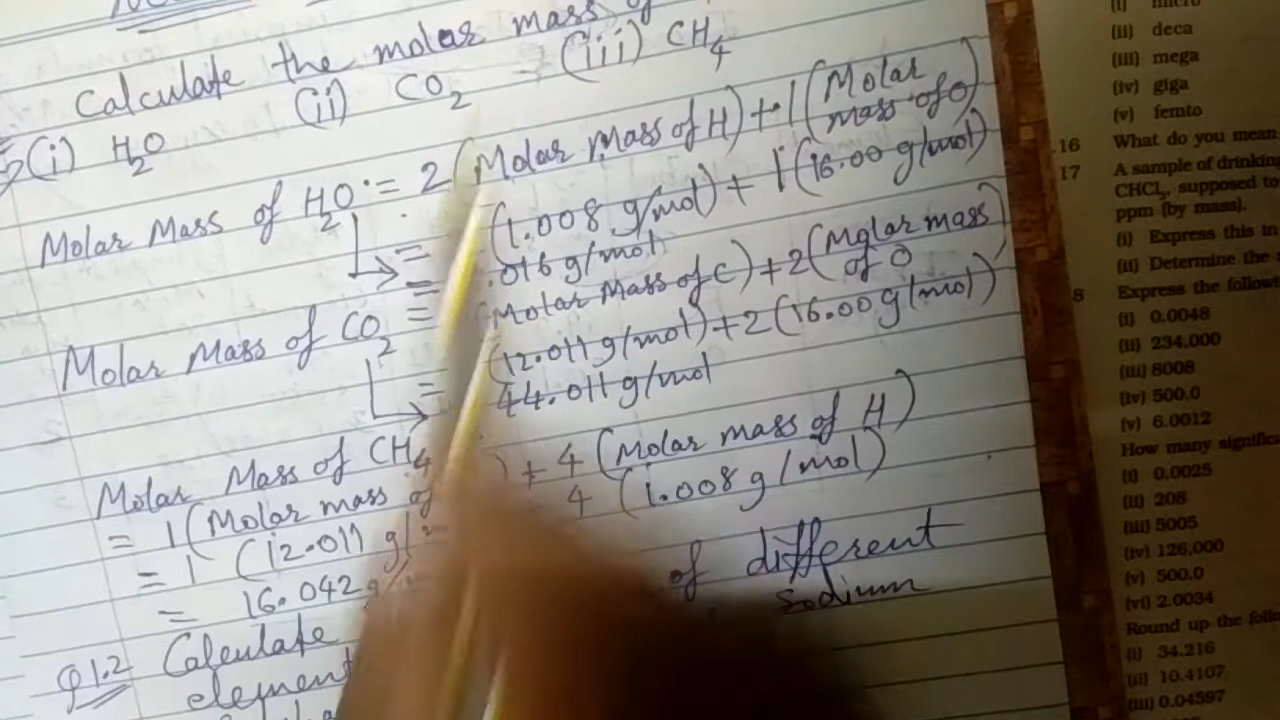 Calculate the molar mass of
(i) H2O (ii) CO2 (iii) CH4
Molar Mass of H2O = 2 (Molar Mass of H) + 1 (Molar mass of O)
= (1.008 g/mol) + 1 (16.00 g/mol)
= .016 g/mol
Molar Mass of CO2 = Molar Mass of C) + 2 (Molar mass of O
= (12.011 g/mol) + 2 (16.00 g/mol)
44.011 g/mol
Molar Mass of CH4
= 1 (Molar mass of ) + 4 (Molar mass of H)
= 1 (12.011 g/ 4 (1.008 g/mol)
= 16.042 g/
Q1.2 Calculate of different
element sodium
(i) micro
(ii) deca
(iii) mega
(iv) giga
(v) femto
.16 What do you mean
17 A sample of drinking
CHCl3, supposed to
ppm (by mass).
(i) Express this in
(ii) Determine the
8 Express the follow
(i) 0.0048
(ii) 234,000
(iii) 8008
(iv) 500.0
(v) 6.0012
How many signific
(i) 0.0025
(ii) 208
(iii) 5005
(iv) 126,000
(v) 500.0
(vi) 2.0034
Round up the foll
(i) 34.216
(ii) 10.4107
(iii) 0.04597